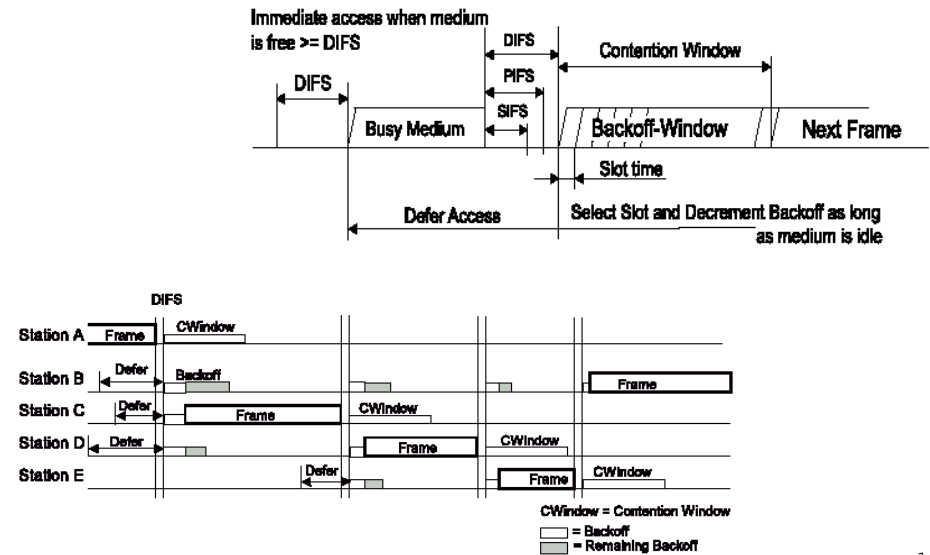 Immediate access when medium
is free >= DIFS
DIFS
DIFS
PIFS
SIFS
Contention Window
Busy Medium
Backoff-Window
Next Frame
Slot time
Defer Access
Select Slot and Decrement Backoff as long
as medium is idle
DIFS
Station A
Frame
CWindow
Station B
Defer
Backoff
Frame
Station C
Defer
Frame
CWindow
Station D
Defer
Frame
CWindow
Station E
Defer
Frame
CWindow
CWindow = Contention Window
= Backoff
= Remaining Backoff